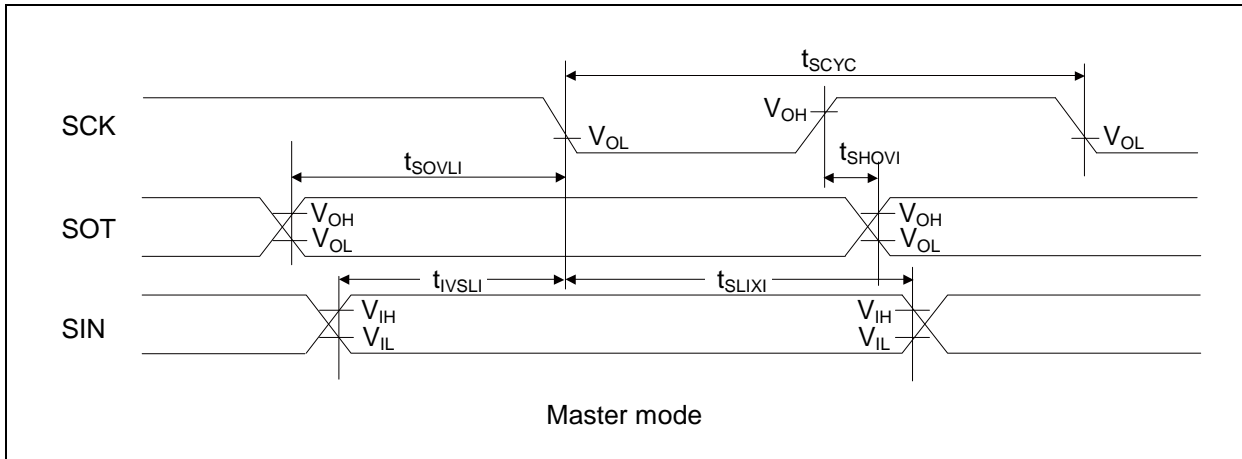 tSCYC
SCK
VOH
VOL
VOL
tSHOVI
tSOVLI
SOT
VOH
VOL
VOH
VOL
tIVSLI
tSLIXI
SIN
VIH
VIL
VIH
VIL
Master mode